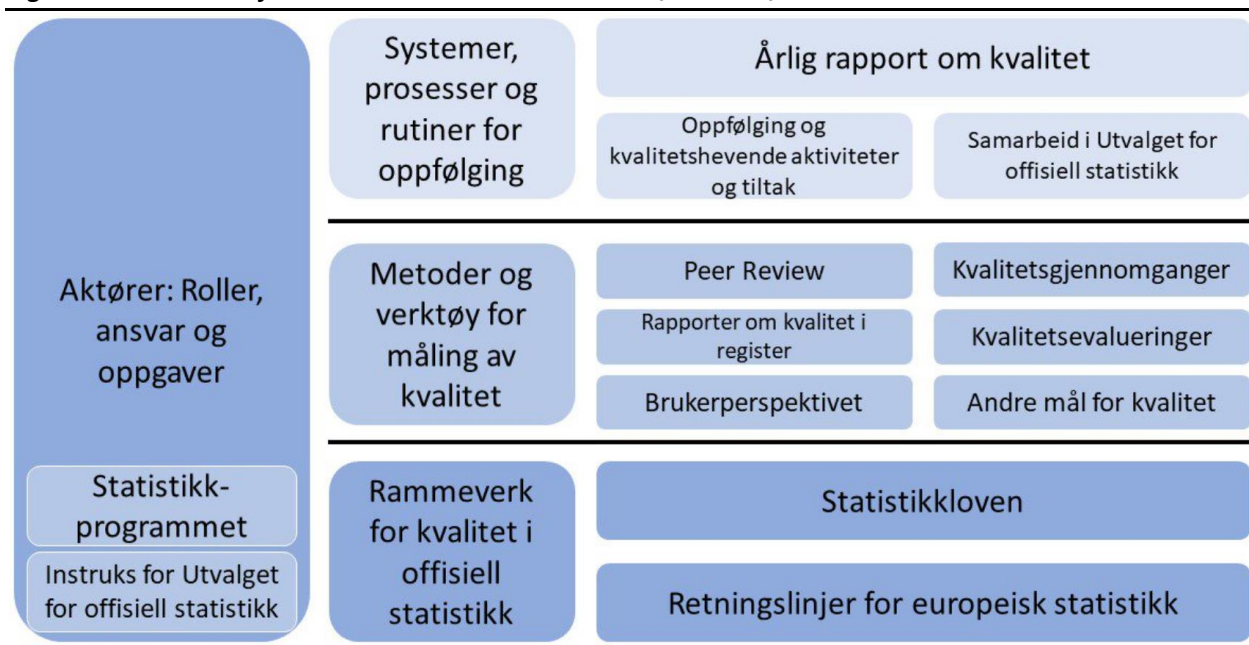 Aktører: Roller,
ansvar og
oppgaver
Statistikk-
programmet
Instruks for Utvalget
for offisiell statistikk
Systemer,
prosesser og
rutiner for
oppfølging
Årlig rapport om kvalitet
Oppfølging og
kvalitetshevende aktiviteter
og tiltak
Samarbeid i Utvalget for
offisiell statistikk
Metoder og
verktøy for
måling av
kvalitet
Peer Review
Kvalitetsgjennomganger
Rapporter om kvalitet i
register
Kvalitetsevalueringer
Brukerperspektivet
Andre mål for kvalitet
Rammeverk
for kvalitet i
offisiell
statistikk
Statistikkloven
Retningslinjer for europeisk statistikk